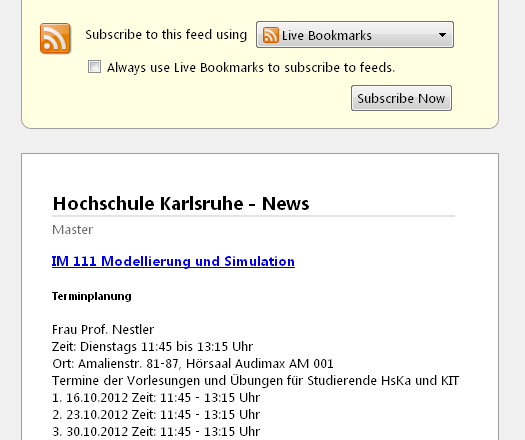 Subscribe to this feed using Live Bookmarks
Always use Live Bookmarks to subscribe to feeds.
Subscribe Now
Hochschule Karlsruhe - News
Master
IM 111 Modellierung und Simulation
Terminplanung
Frau Prof. Nestler
Zeit: Dienstags 11:45 bis 13:15 Uhr
Ort: Amalienstr. 81-87, Hörsaal Audimax AM 001
Termine der Vorlesungen und Übungen für Studierende HsKa und KIT
1. 16.10.2012 Zeit: 11:45 - 13:15 Uhr
2. 23.10.2012 Zeit: 11:45 - 13:15 Uhr
3. 30.10.2012 Zeit: 11:45 - 13:15 Uhr